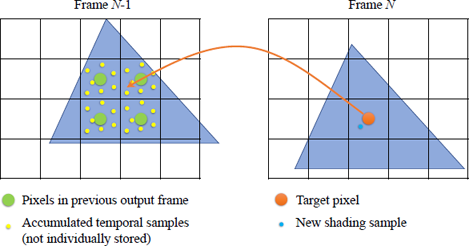 Frame N-1
Frame N
Pixels in previous output frame
Accumulated temporal samples
(not individually stored)
Target pixel
New shading sample